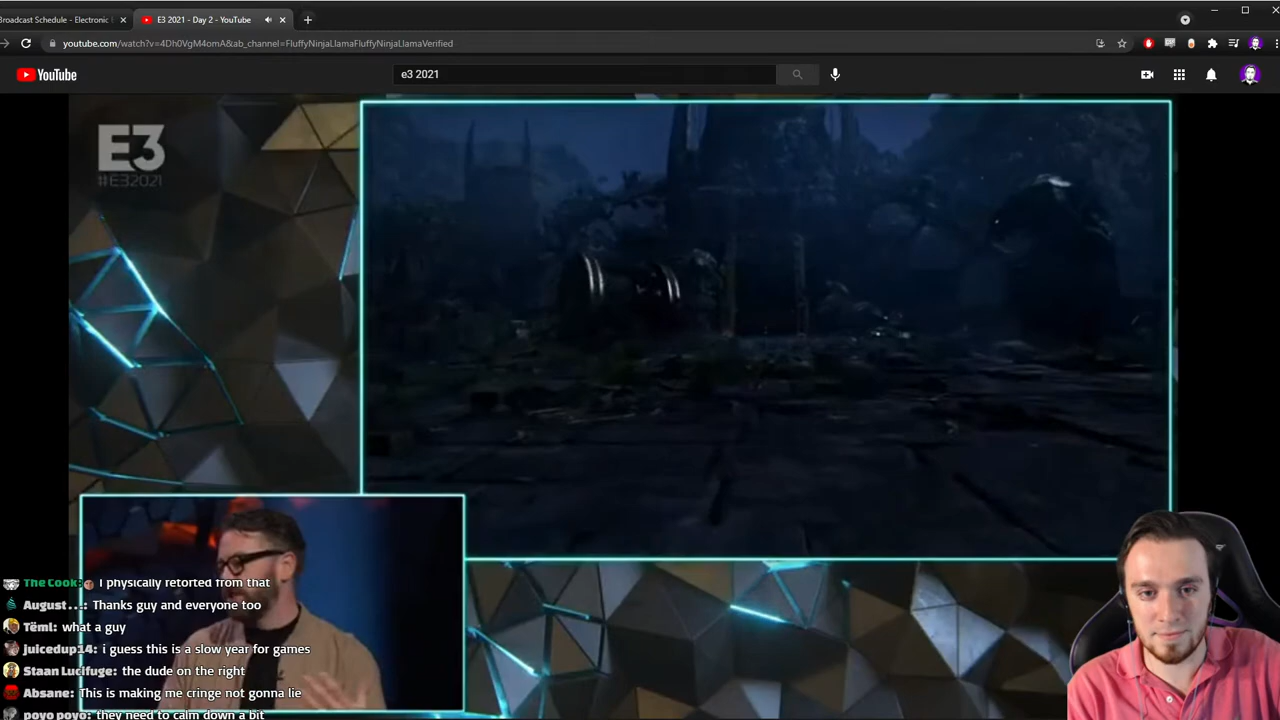 Broadcast Schedule - Electronic E
E3 2021 - Day 2 - YouTube
youtube.com/watch?v=4Dh0VgM4omA&ab_channel=FluffyNinjaLlamaFluffyNinjaLlamaVerified
YouTube
e3 2021
E3
#E32021
The Cook: I physically retorted from that
August...: Thanks guy and everyone too
Tëml: what a guy
juicedup14: i guess this is a slow year for games
Staan Lucifuge: the dude on the right
Absane: This is making me cringe not gonna lie
poyo poyo: they need to calm down a bit